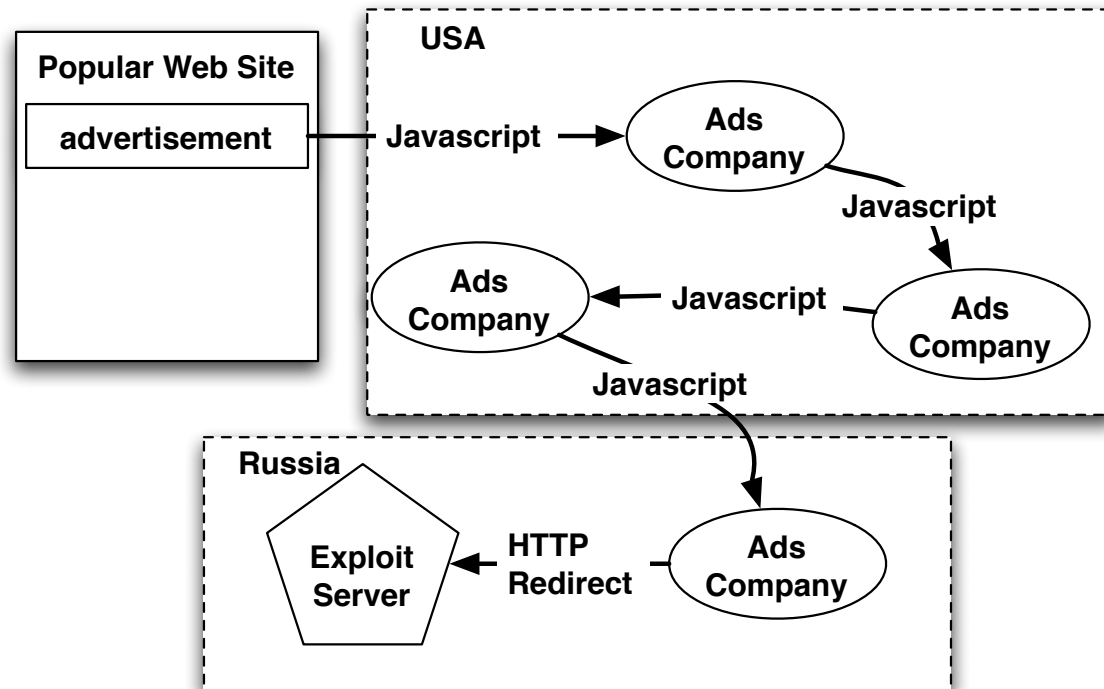 Popular Web Site
advertisement
USA
Javascript
Ads
Company
Javascript
Ads
Company
Javascript
Ads
Company
Javascript
Russia
Ads
Company
HTTP
Redirect
Exploit
Server